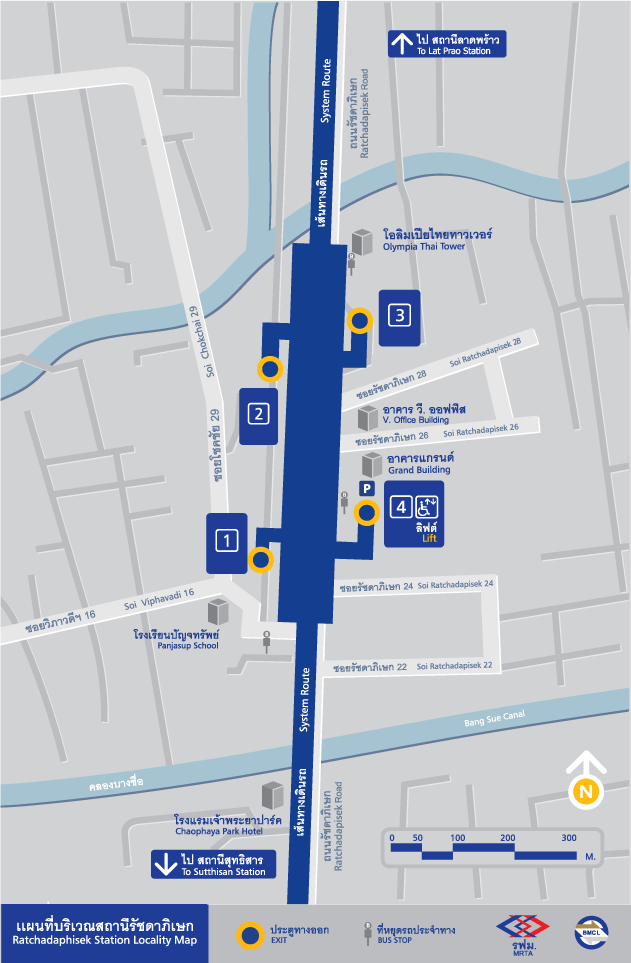 ไป สถานีลาดพร้าว
To Lat Prao Station
System Route
เส้นทางเดินรถ
ถนนรัชดาภิเษก
Ratchadapisek Road
โอลิมเปียไทยทาวเวอร์
Olympia Thai Tower
3
Soi Chokchai 29
ซอยโชคชัย 29
ซอยรัชดาภิเษก 28 Soi Ratchadapisek 28
2
อาคาร วี. ออฟฟิส
V. Office Building
ซอยรัชดาภิเษก 26 Soi Ratchadapisek 26
อาคารแกรนด์
Grand Building
P
4
ลิฟต์
Lift
1
ซอยรัชดาภิเษก 24 Soi Ratchadapisek 24
ซอยวิภาวดีฯ 16 Soi Viphavadi 16
โรงเรียนปัญจทรัพย์
Panjasup School
ซอยรัชดาภิเษก 22 Soi Ratchadapisek 22
System Route
เส้นทางเดินรถ
Bang Sue Canal
คลองบางซื่อ
ถนนรัชดาภิเษก
Ratchadapisek Road
N
โรงแรมเจ้าพระยาปาร์ค
Chaophaya Park Hotel
0 50 100 200 300
M.
ไป สถานีสุทธิสาร
To Sutthisan Station
แผนที่บริเวณสถานีรัชดาภิเษก
Ratchadaphisek Station Locality Map
ประตูทางออก
EXIT
ที่หยุดรถประจำทาง
BUS STOP
รฟม.
MRTA
BMCL